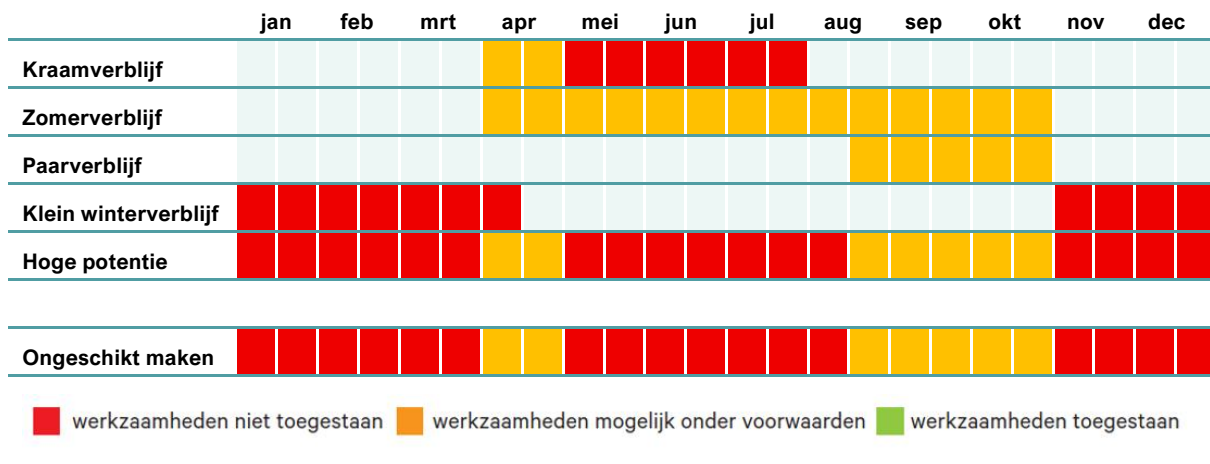 jan feb mrt apr mei jun jul aug sep okt nov dec
Kraamverblijf
Zomerverblijf
Paarverblijf
Klein winterverblijf
Hoge potentie
Ongeschikt maken
werkzaamheden niet toegestaan werkzaamheden mogelijk onder voorwaarden werkzaamheden toegestaan